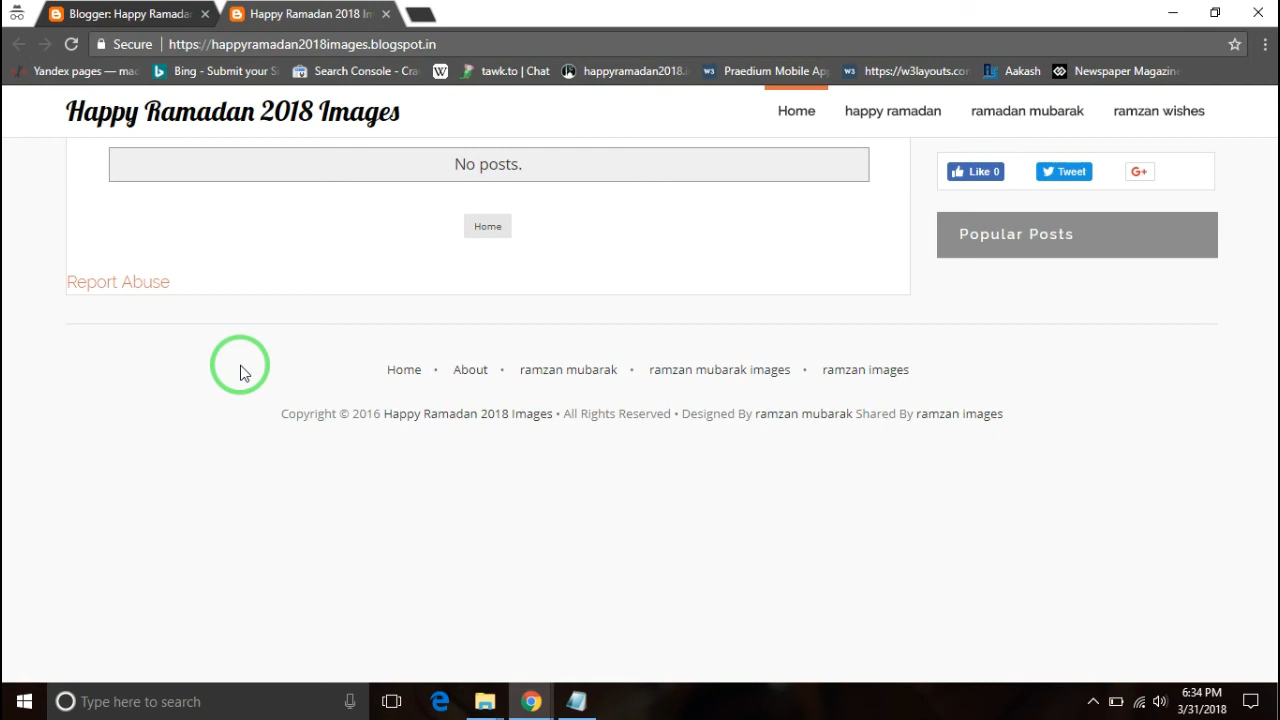 Blogger: Happy Ramada
Happy Ramadan 2018 Im
Secure
https://happyramadan2018images.blogspot.in
Yandex pages — mac
Bing - Submit your Si
Search Console - Cra
W
tawk.to | Chat
happyramadan2018.i
Praedium Mobile Ap
https://w3layouts.co
Aakash
Newspaper Magazin
Happy Ramadan 2018 Images
Home
happy ramadan
ramadan mubarak
ramzan wishes
No posts.
Home
Report Abuse
Like 0
Tweet
G+
Popular Posts
Home • About • ramzan mubarak • ramzan mubarak images • ramzan images
Copyright © 2016 Happy Ramadan 2018 Images • All Rights Reserved • Designed By ramzan mubarak Shared By ramzan images
Type here to search
6:34 PM
3/31/2018